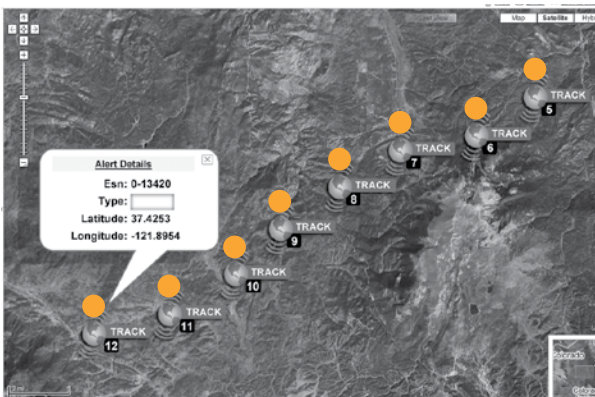 Map
Satellite
TRACK
5
TRACK
6
TRACK
7
TRACK
8
Alert Details
Esn: 0-13420
Type:
Latitude: 37.4253
Longitude: -121.8954
TRACK
9
TRACK
10
TRACK
11
TRACK
12
Colorado